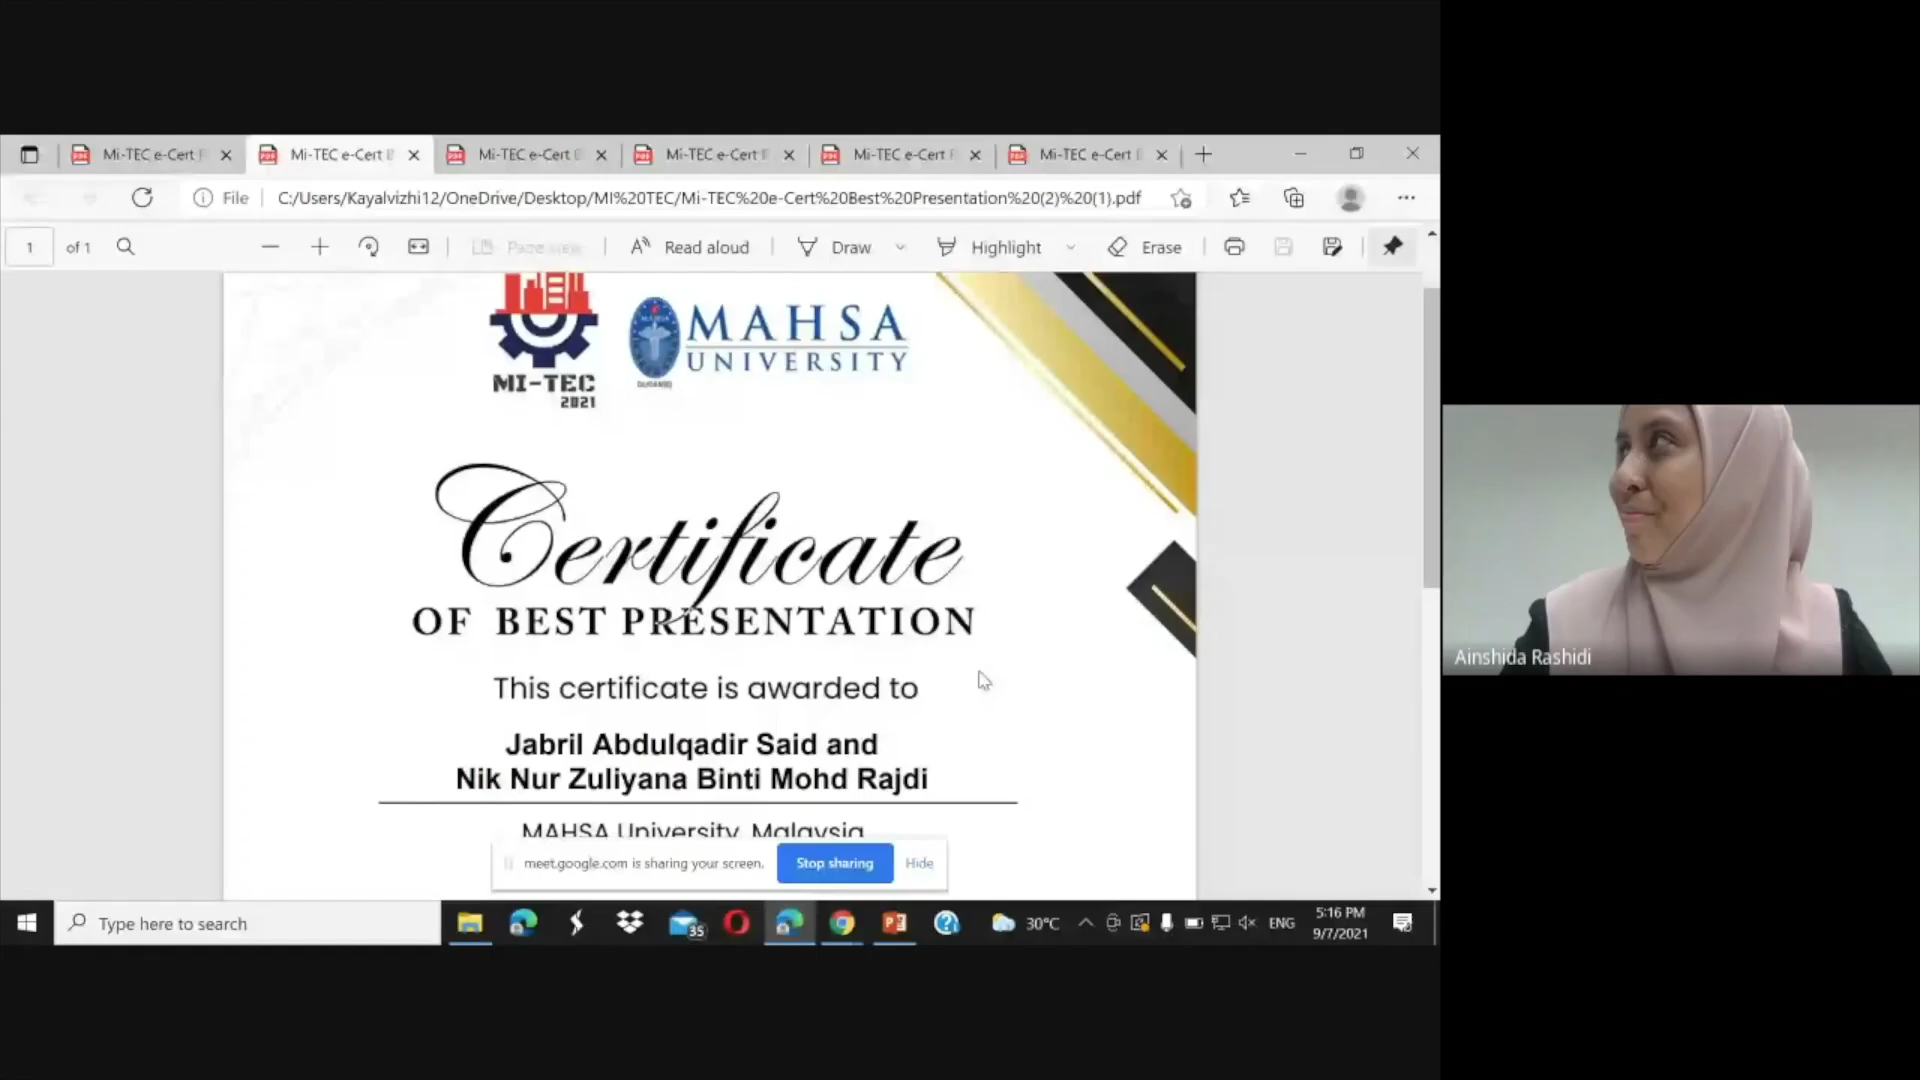 Mi-TEC e-Cert
Mi-TEC e-Cert
Mi-TEC e-Cert
Mi-TEC e-Cert
Mi-TEC e-Cert
Mi-TEC e-Cert
File
C:/Users/Kayalvizhi12/OneDrive/Desktop/MI%20TEC/Mi-TEC%20e-Cert%20Best%20Presentation%20(2)%20(1).pdf
1 of 1
Page view
Read aloud
Draw
Highlight
Erase
MI-TEC
2021
MAHSA
UNIVERSITY
Certificate
OF BEST PRESENTATION
This certificate is awarded to
Jabril Abdulqadir Said and
Nik Nur Zuliyana Binti Mohd Rajdi
MAHSA University, Malaysia
meet.google.com is sharing your screen.
Stop sharing
Hide
Ainshida Rashidi
Type here to search
35
30°C
ENG
5:16 PM
9/7/2021